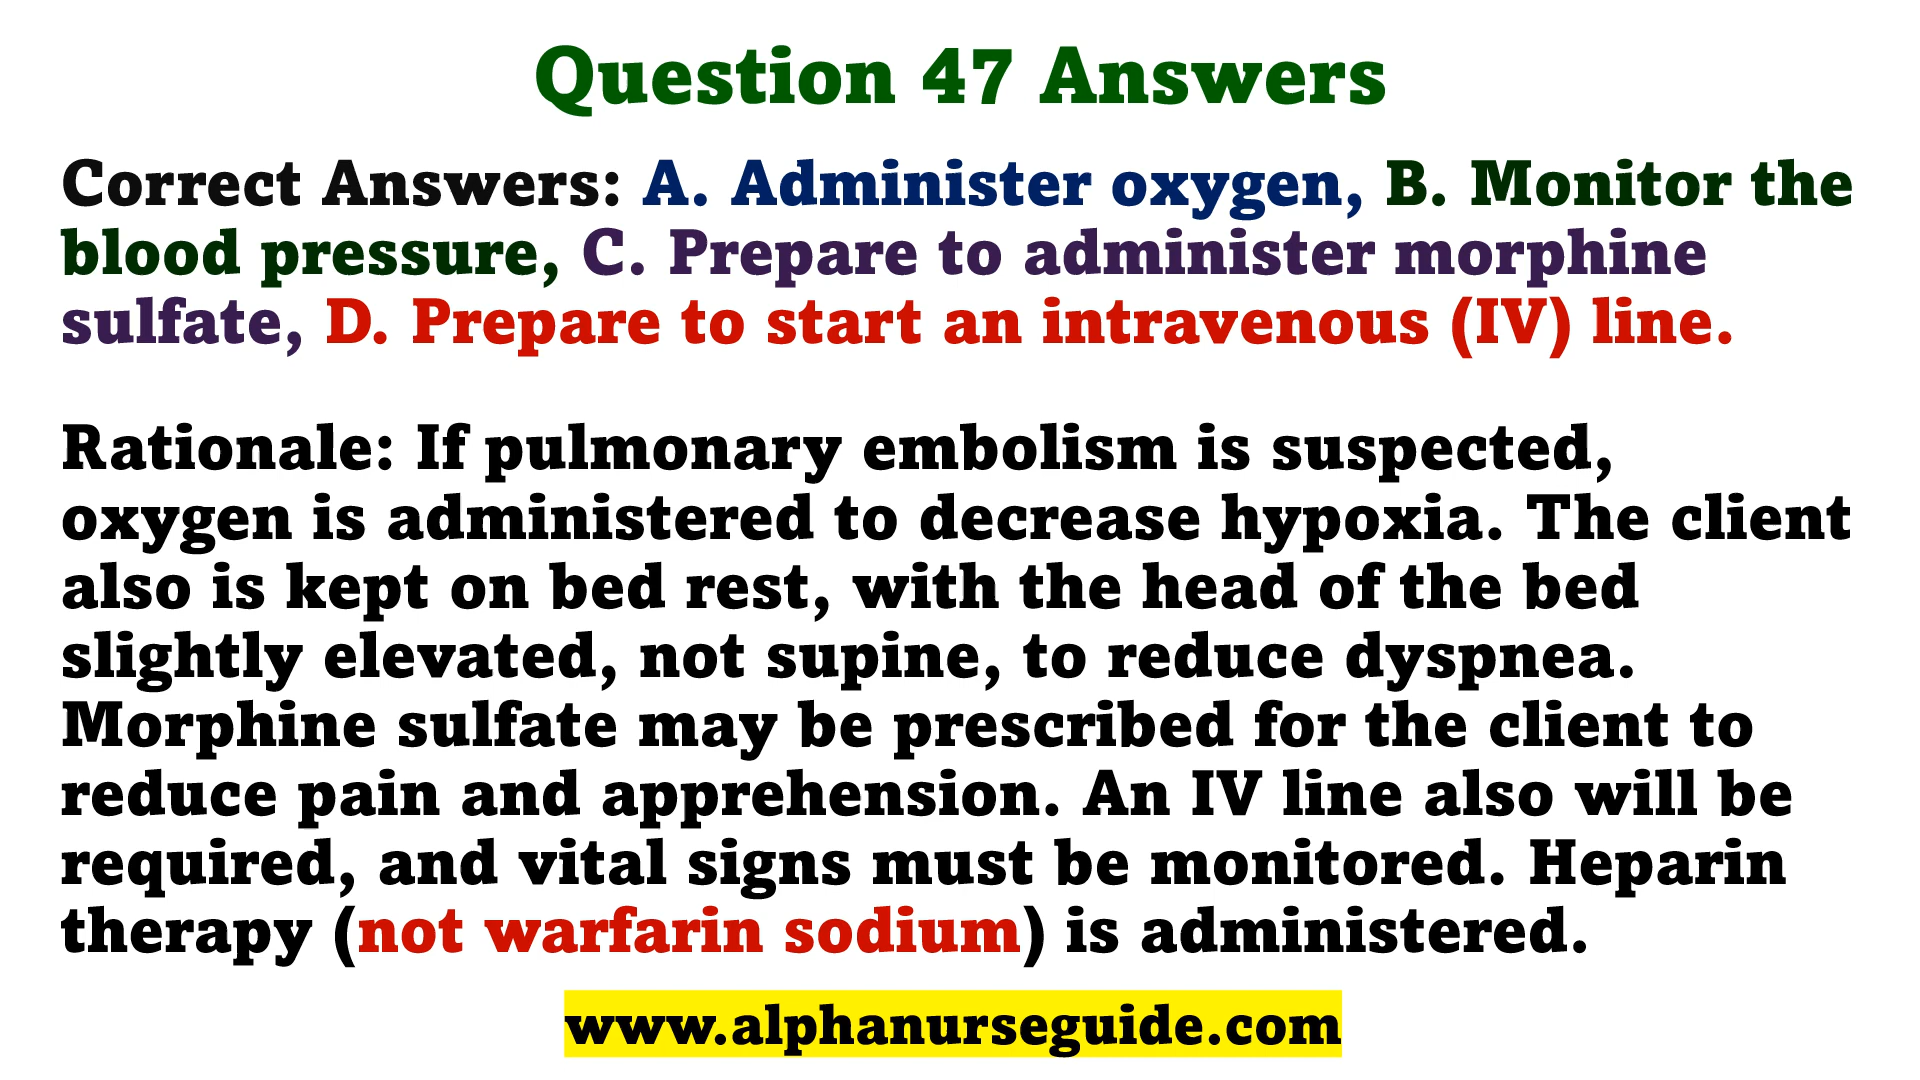 Question 47 Answers
Correct Answers: A. Administer oxygen, B. Monitor the
blood pressure, C. Prepare to administer morphine
sulfate, D. Prepare to start an intravenous (IV) line.
Rationale: If pulmonary embolism is suspected,
oxygen is administered to decrease hypoxia. The client
also is kept on bed rest, with the head of the bed
slightly elevated, not supine, to reduce dyspnea.
Morphine sulfate may be prescribed for the client to
reduce pain and apprehension. An IV line also will be
required, and vital signs must be monitored. Heparin
therapy (not warfarin sodium) is administered.
www.alphanurseguide.com